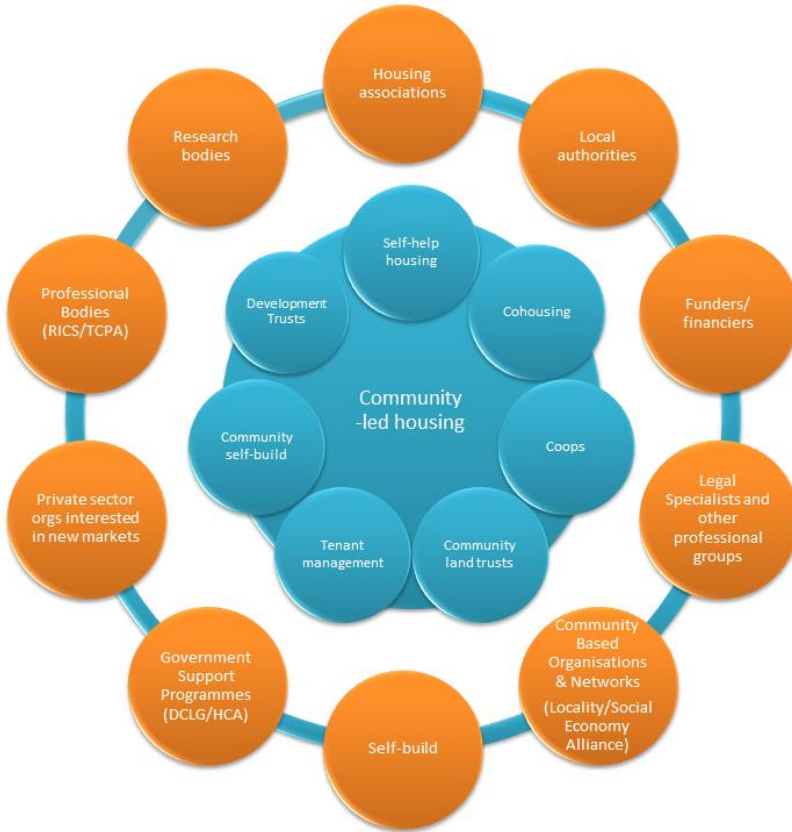 Housing
associations
Local
authorities
Funders/
financiers
Legal
Specialists and
other
professional
groups
Community
Based
Organisations
& Networks
(Locality/Social
Economy
Alliance)
Self-build
Government
Support
Programmes
(DCLG/HCA)
Private sector
orgs interested
in new markets
Professional
Bodies
(RICS/TCPA)
Research
bodies
Self-help
housing
Cohousing
Coops
Community
land trusts
Tenant
management
Community
self-build
Development
Trusts
Community
-led housing